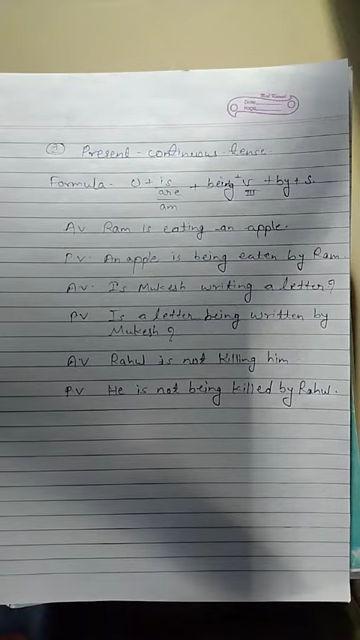 ② Present-continuous tense
Formula- O + is/are/am + being + V III + by + S.
AV Ram is eating an apple.
PV- An apple is being eaten by Ram.
AV- Is Mukesh writing a letter?
PV Is a letter being written by
Mukesh?
AV Rahul is not killing him
PV He is not being killed by Rahul.